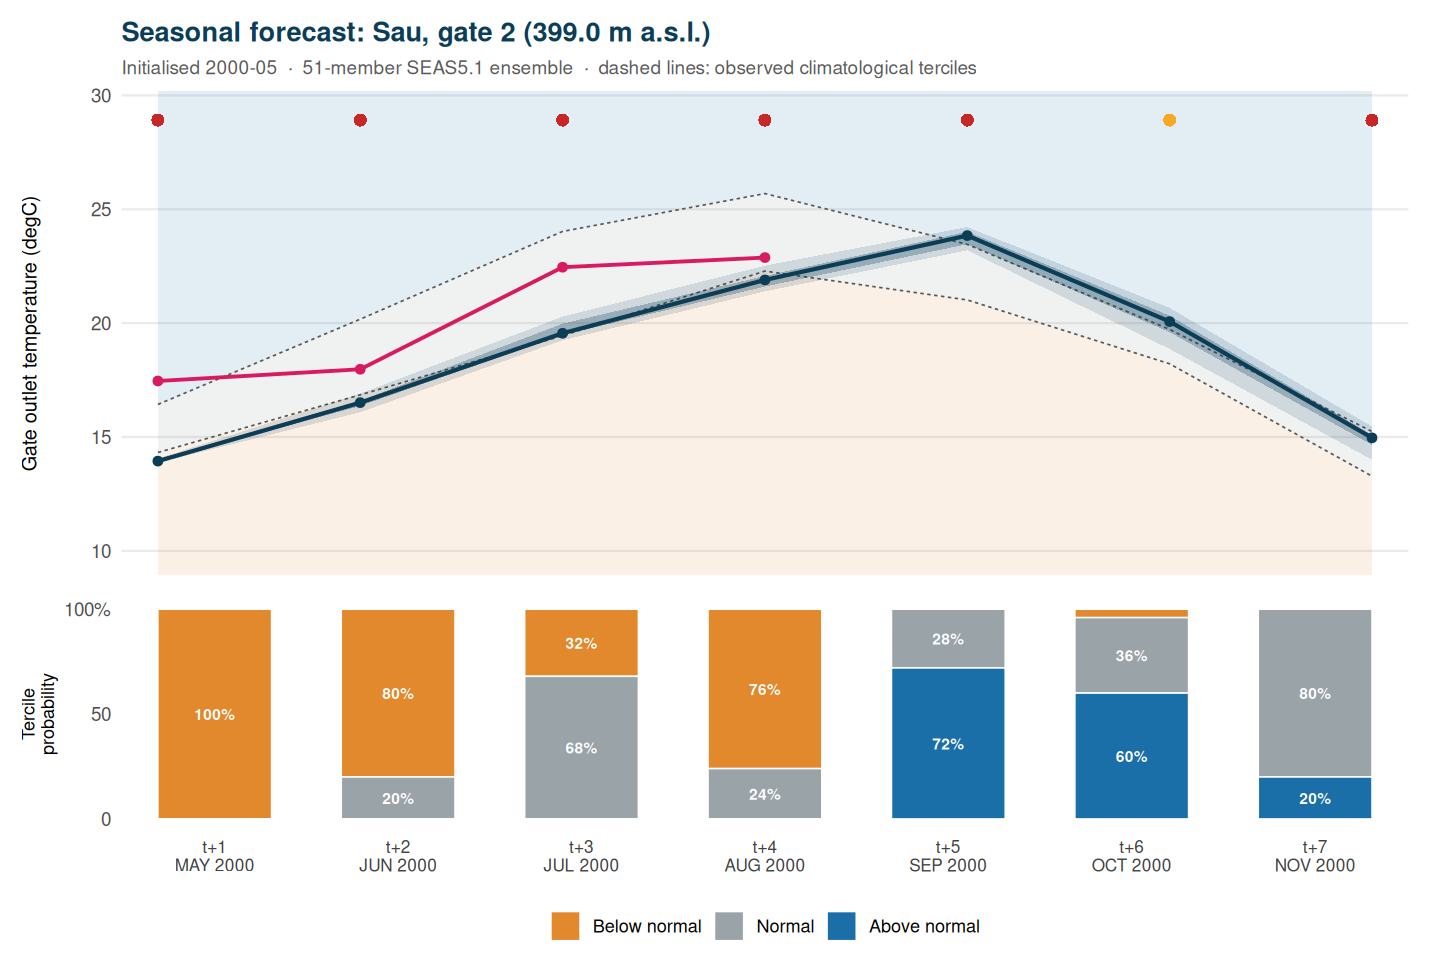 Seasonal forecast: Sau, gate 2 (399.0 m a.s.l.)
Initialised 2000-05 · 51-member SEAS5.1 ensemble · dashed lines: observed climatological terciles
Gate outlet temperature (degC)
30
25
20
15
10
Tercile
probability
100%
50
0
100%
80%
20%
32%
68%
76%
24%
28%
72%
36%
60%
80%
20%
t+1
MAY 2000
t+2
JUN 2000
t+3
JUL 2000
t+4
AUG 2000
t+5
SEP 2000
t+6
OCT 2000
t+7
NOV 2000
Below normal
Normal
Above normal